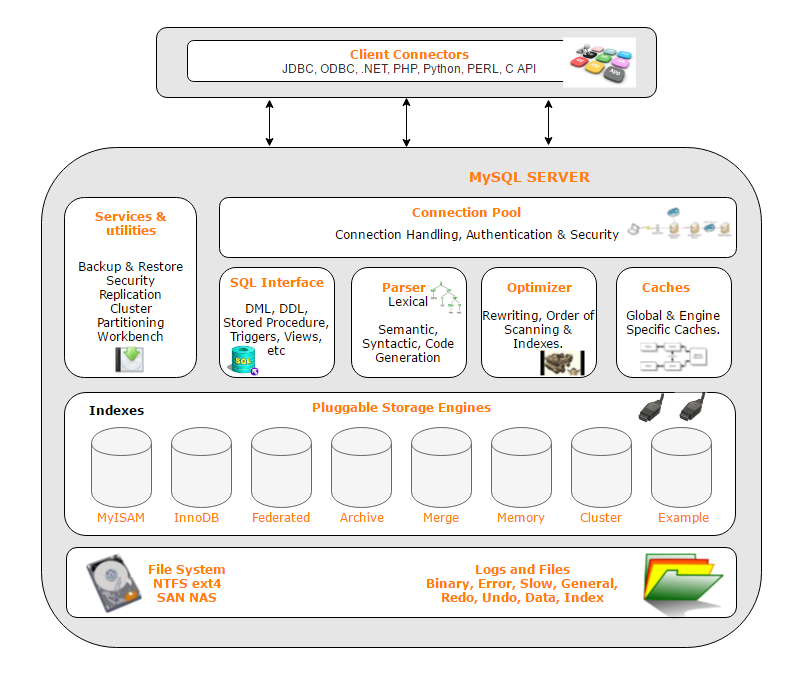 Client Connectors
JDBC, ODBC, .NET, PHP, Python, PERL, C API
App
MySQL SERVER
Services &
utilities
Backup & Restore
Security
Replication
Cluster
Partitioning
Workbench
Connection Pool
Connection Handling, Authentication & Security
SQL Interface
DML, DDL,
Stored Procedure,
Triggers, Views,
etc
SQL
Parser
Lexical
Semantic,
Syntactic, Code
Generation
Optimizer
Rewriting, Order of
Scanning &
Indexes.
Caches
Global & Engine
Specific Caches.
Indexes
Pluggable Storage Engines
MyISAM
InnoDB
Federated
Archive
Merge
Memory
Cluster
Example
File System
NTFS ext4
SAN NAS
Logs and Files
Binary, Error, Slow, General,
Redo, Undo, Data, Index